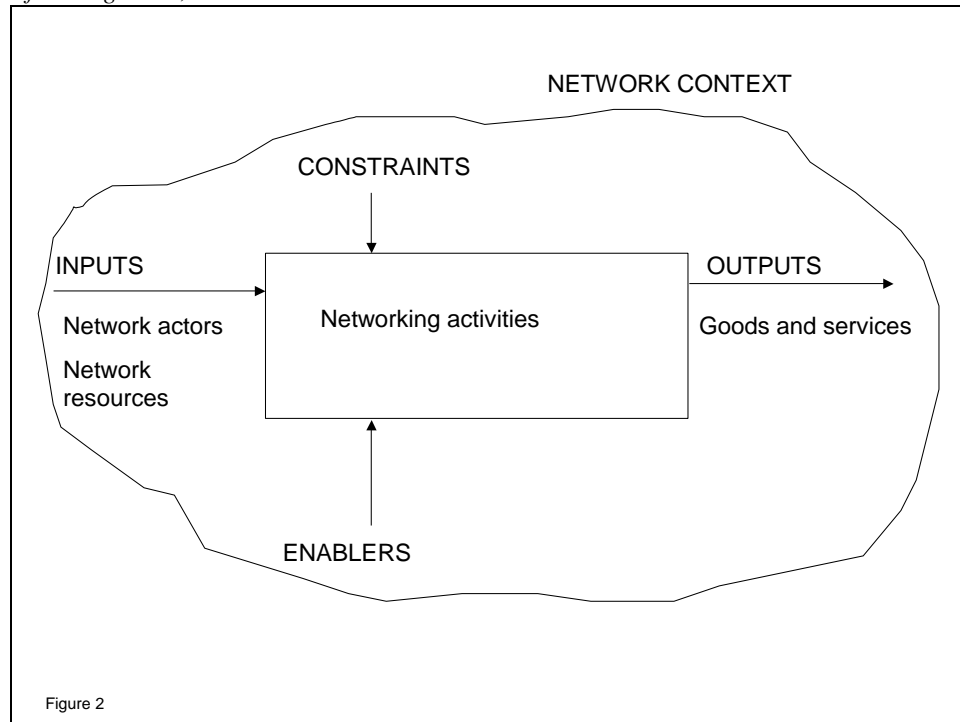 NETWORK CONTEXT
CONSTRAINTS
INPUTS
Network actors
Network
resources
Networking activities
OUTPUTS
Goods and services
ENABLERS
Figure 2